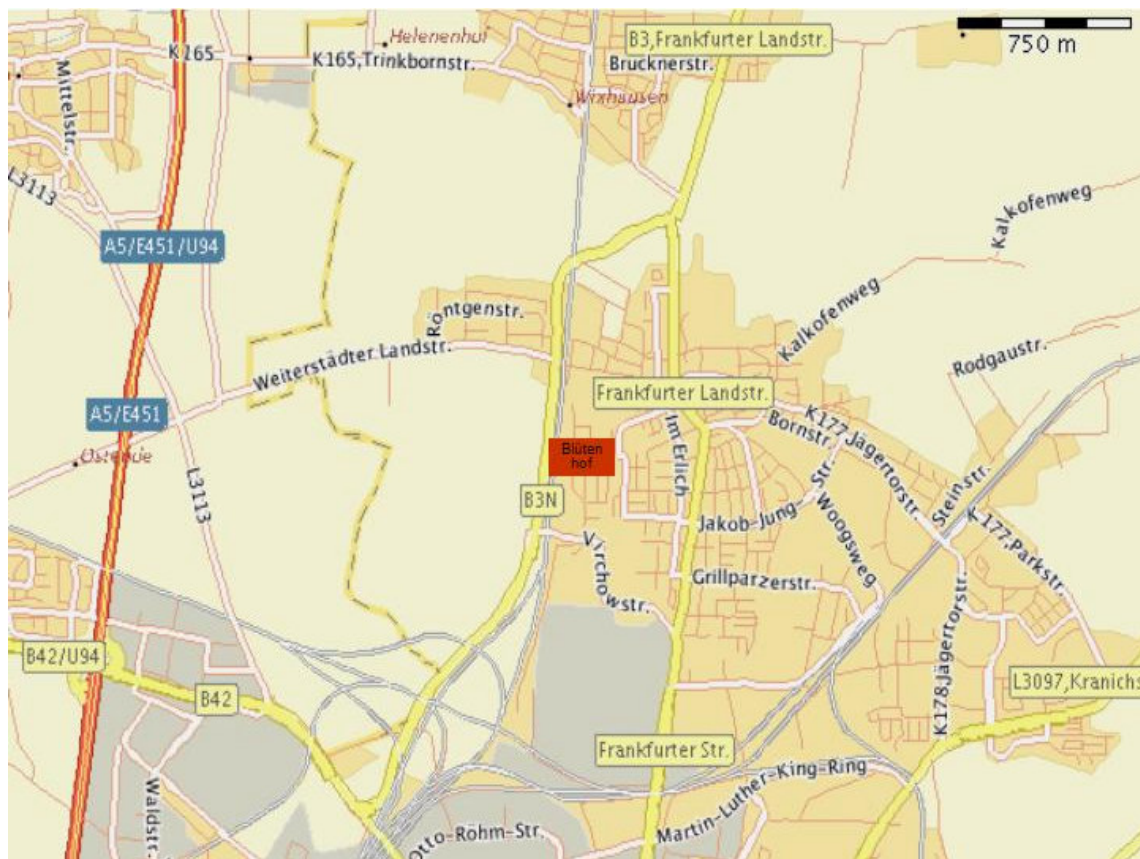 Helenenhof
B3,Frankfurter Landstr.
750 m
K165
K165,Trinkbornstr.
Brucknerstr.
Mittelstr.
Wixhausen
L3113
Kalkofenweg
A5/E451/U94
Kalkofenweg
Röntgenstr.
Weiterstädter Landstr.
Rodgaustr.
Frankfurter Landstr.
A5/E451
K177
Jägertorstr.
Bornstr.
Im Erlich
Blüten
hof
Ostende
L3113
B3N
Steinstr.
Jakob-Jung-Str.
Woogsweg
K177,Parkstr.
Virchowstr.
Grillparzerstr.
B42/U94
B42
K178,Jägertorstr.
L3097,Kranichs
Frankfurter Str.
Martin-Luther-King-Ring
Waldstr.
Otto-Röhm-Str.